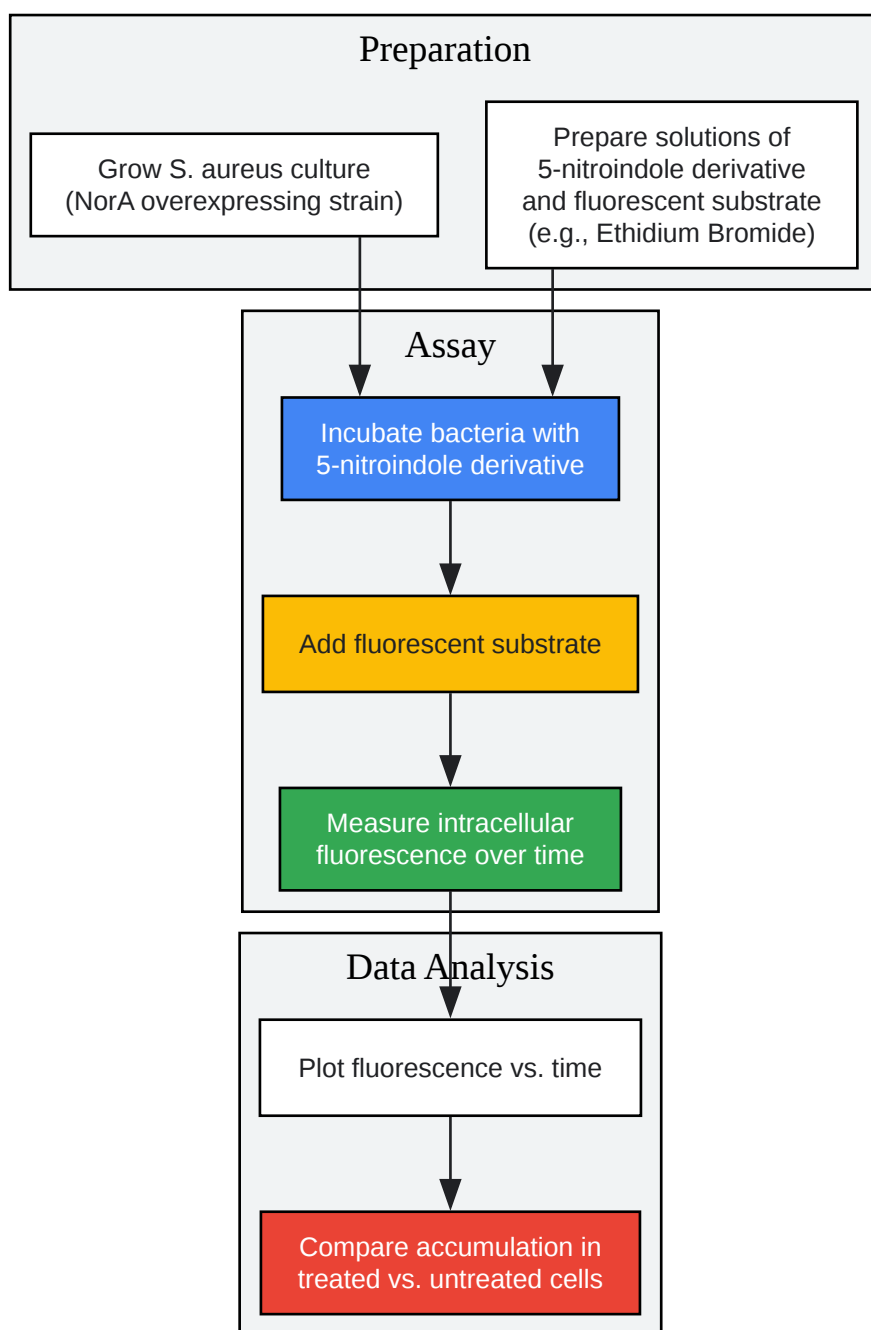 Preparation
Grow S. aureus culture
(NorA overexpressing strain)
Prepare solutions of
5-nitroindole derivative
and fluorescent substrate
(e.g., Ethidium Bromide)
Assay
Incubate bacteria with
5-nitroindole derivative
Add fluorescent substrate
Measure intracellular
fluorescence over time
Data Analysis
Plot fluorescence vs. time
Compare accumulation in
treated vs. untreated cells